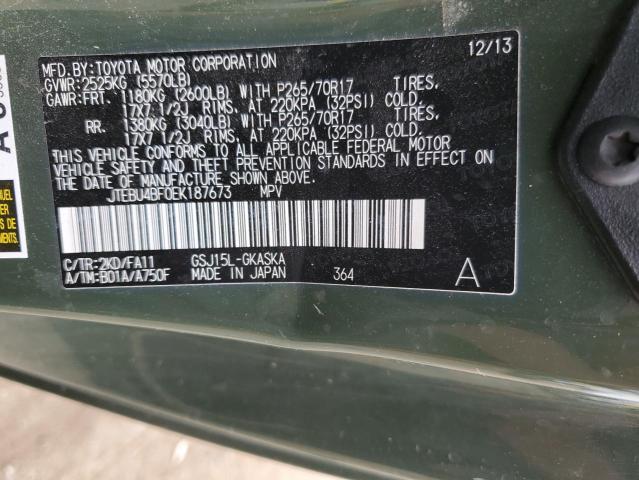 MFD.BY:TOYOTA MOTOR CORPORATION 12/13
GVWR:2525KG (5570LB)
GAWR:FRT. 1180KG (2600LB) WITH P265/70R17 TIRES,
17X7 1/2J RIMS, AT 220KPA (32PSI) COLD.
RR. 1380KG (3040LB) WITH P265/70R17 TIRES,
17X7 1/2J RIMS, AT 220KPA (32PSI) COLD.
THIS VEHICLE CONFORMS TO ALL APPLICABLE FEDERAL MOTOR
VEHICLE SAFETY AND THEFT PREVENTION STANDARDS IN EFFECT ON
THE DATE OF MANUFACTURE SHOWN ABOVE.
JTEBU4BF0EK187673 MPV
C/TR:2KD/FA11 GSJ15L-GKASKA
A/TM:B01A/A750F MADE IN JAPAN 364 A